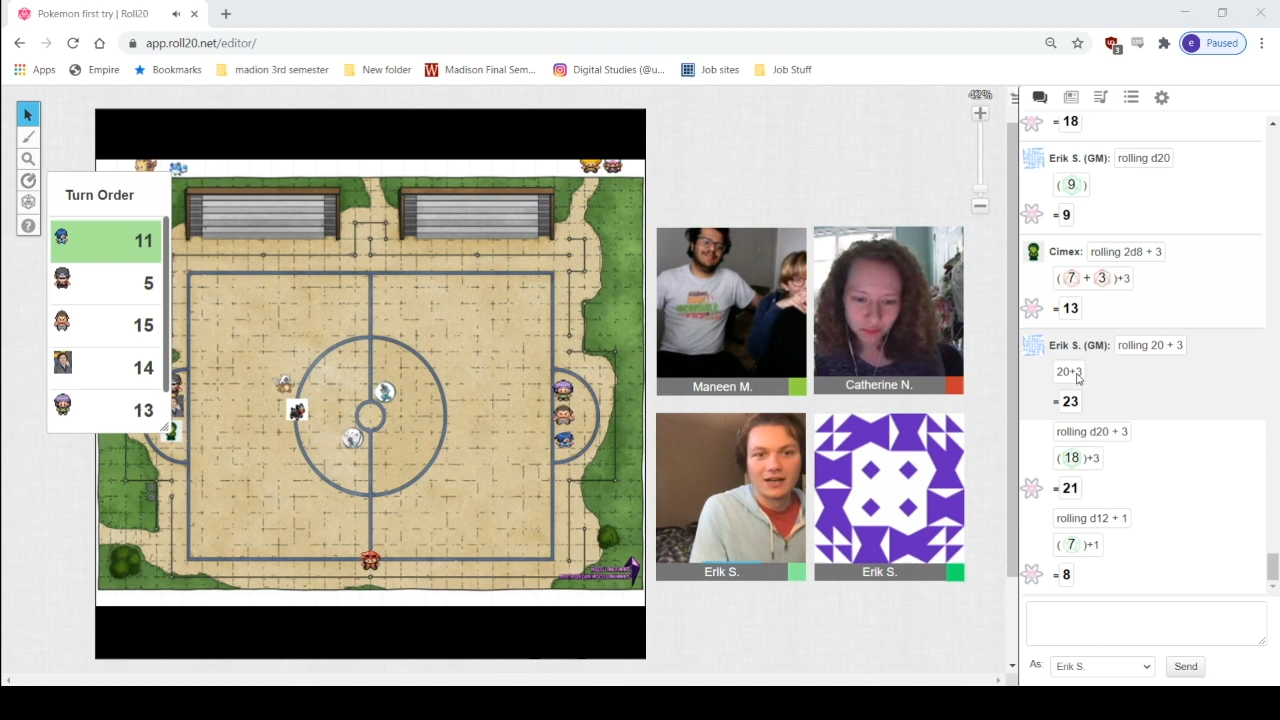 Pokemon first try | Roll20
app.roll20.net/editor/
3
e Paused
Apps Empire Bookmarks madion 3rd semester New folder Madison Final Sem... Digital Studies (@u... Job sites Job Stuff
42%
Turn Order
11
5
15
14
13
Maneen M.
Catherine N.
Erik S.
Erik S.
= 18
Erik S. (GM): rolling d20
( 9 )
= 9
Cimex: rolling 2d8 + 3
( 7 + 3 )+3
= 13
Erik S. (GM): rolling 20 + 3
20+3
= 23
rolling d20 + 3
( 18 )+3
= 21
rolling d12 + 1
( 7 )+1
= 8
As: Erik S. Send